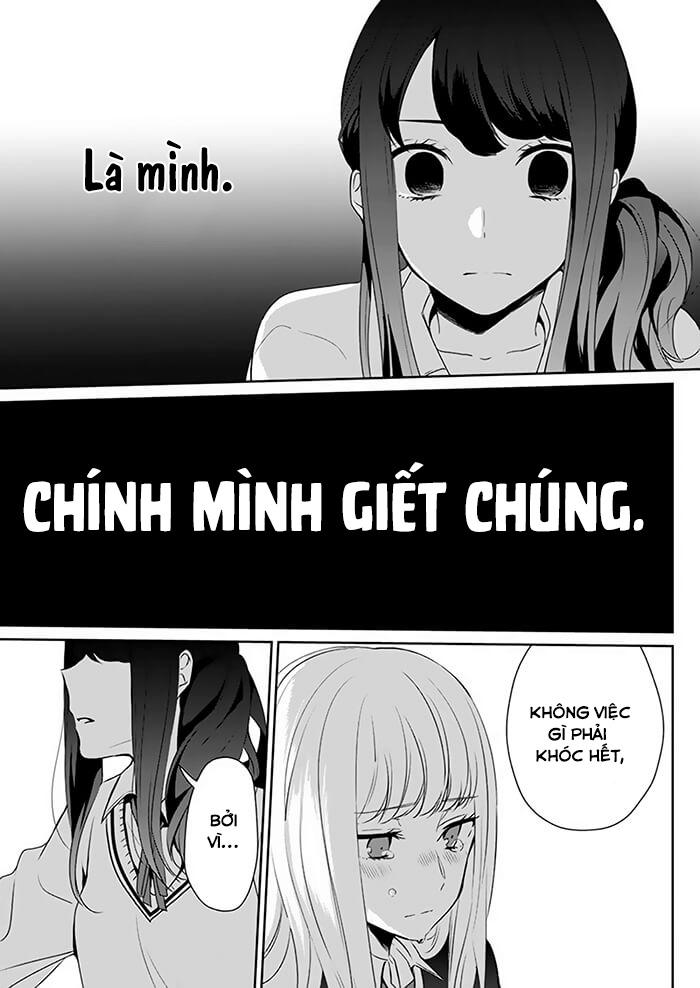 Là mình.
CHÍNH MÌNH GIẾT CHÚNG.
KHÔNG VIỆC
GÌ PHẢI
KHÓC HẾT,
BỞI
VÌ...